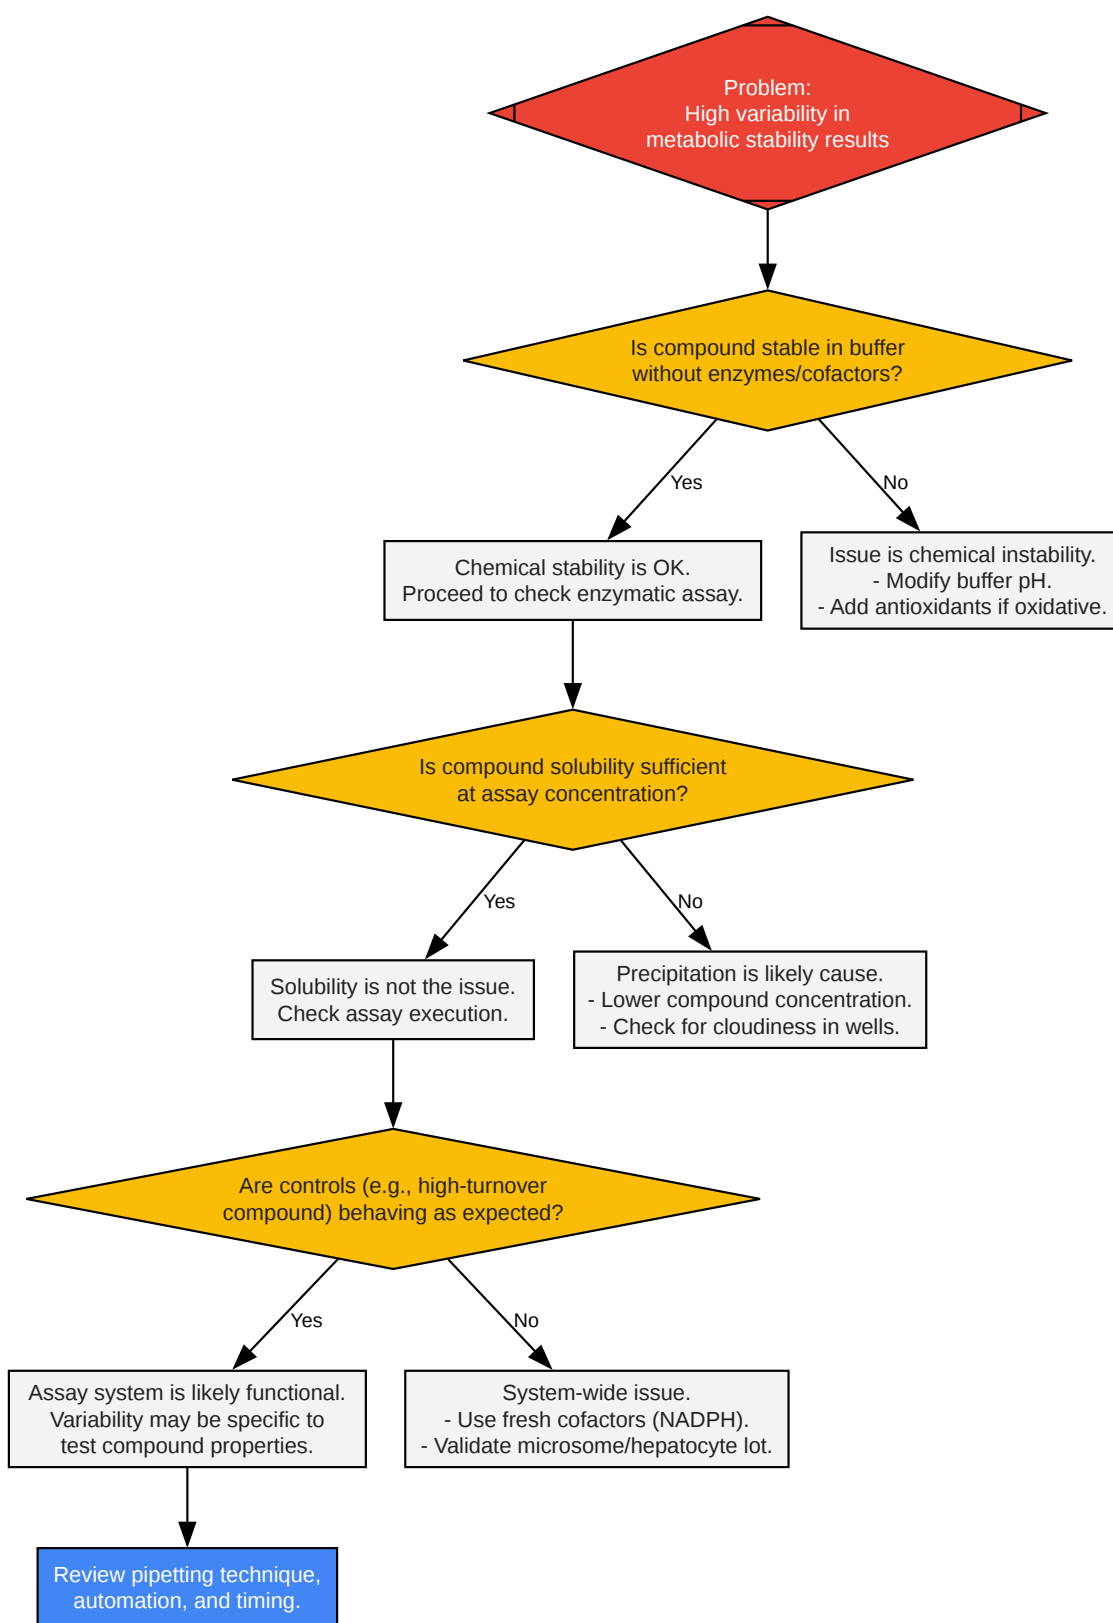 Problem:
High variability in
metabolic stability results
Is compound stable in buffer
without enzymes/cofactors?
Yes
No
Chemical stability is OK.
Proceed to check enzymatic assay.
Issue is chemical instability.
- Modify buffer pH.
- Add antioxidants if oxidative.
Is compound solubility sufficient
at assay concentration?
Yes
No
Solubility is not the issue.
Check assay execution.
Precipitation is likely cause.
- Lower compound concentration.
- Check for cloudiness in wells.
Are controls (e.g., high-turnover
compound) behaving as expected?
Yes
No
Assay system is likely functional.
Variability may be specific to
test compound properties.
System-wide issue.
- Use fresh cofactors (NADPH).
- Validate microsome/hepatocyte lot.
Review pipetting technique,
automation, and timing.